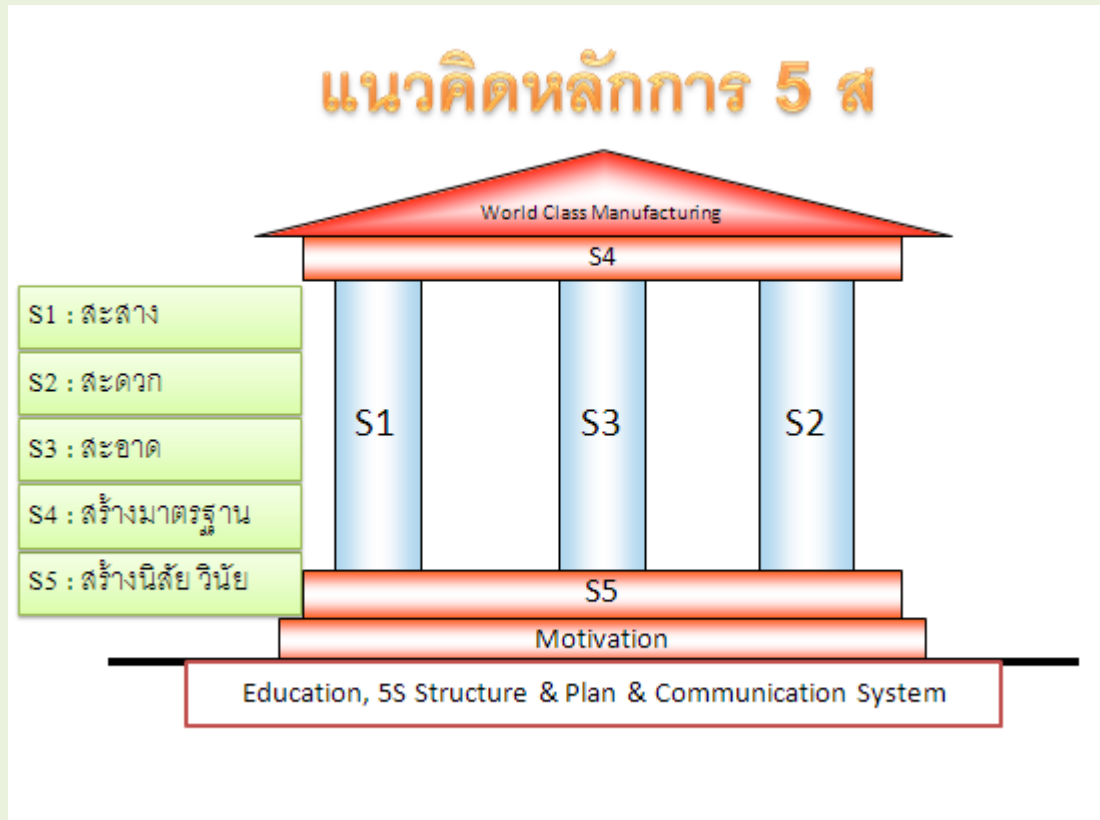 แนวคิดหลักการ 5 ส
World Class Manufacturing
S4
S1 : สะสาง
S2 : สะดวก
S3 : สะอาด
S4 : สร้างมาตรฐาน
S5 : สร้างนิสัย วินัย
S1 S3 S2
S5
Motivation
Education, 5S Structure & Plan & Communication System